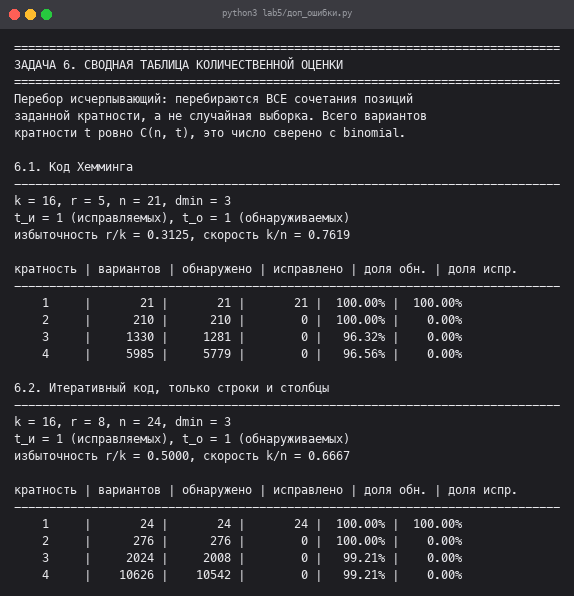 python3 lab5/доп_ошибки.py
==============================================================================
ЗАДАЧА 6. СВОДНАЯ ТАБЛИЦА КОЛИЧЕСТВЕННОЙ ОЦЕНКИ
==============================================================================
Перебор исчерпывающий: перебираются ВСЕ сочетания позиций
заданной кратности, а не случайная выборка. Всего вариантов
кратности t ровно C(n, t), это число сверено с binomial.
6.1. Код Хемминга
------------------------------------------------------------------------------
k = 16, r = 5, n = 21, dmin = 3
t_и = 1 (исправляемых), t_о = 1 (обнаруживаемых)
избыточность r/k = 0.3125, скорость k/n = 0.7619
кратность | вариантов | обнаружено | исправлено | доля обн. | доля испр.
------------------------------------------------------------------------------
    1     |       21 |       21 |       21 |  100.00% |  100.00%
    2     |      210 |      210 |        0 |  100.00% |    0.00%
    3     |     1330 |     1281 |        0 |   96.32% |    0.00%
    4     |     5985 |     5779 |        0 |   96.56% |    0.00%
6.2. Итеративный код, только строки и столбцы
------------------------------------------------------------------------------
k = 16, r = 8, n = 24, dmin = 3
t_и = 1 (исправляемых), t_о = 1 (обнаруживаемых)
избыточность r/k = 0.5000, скорость k/n = 0.6667
кратность | вариантов | обнаружено | исправлено | доля обн. | доля испр.
------------------------------------------------------------------------------
    1     |       24 |       24 |       24 |  100.00% |  100.00%
    2     |      276 |      276 |        0 |  100.00% |    0.00%
    3     |     2024 |     2008 |        0 |   99.21% |    0.00%
    4     |    10626 |    10542 |        0 |   99.21% |    0.00%